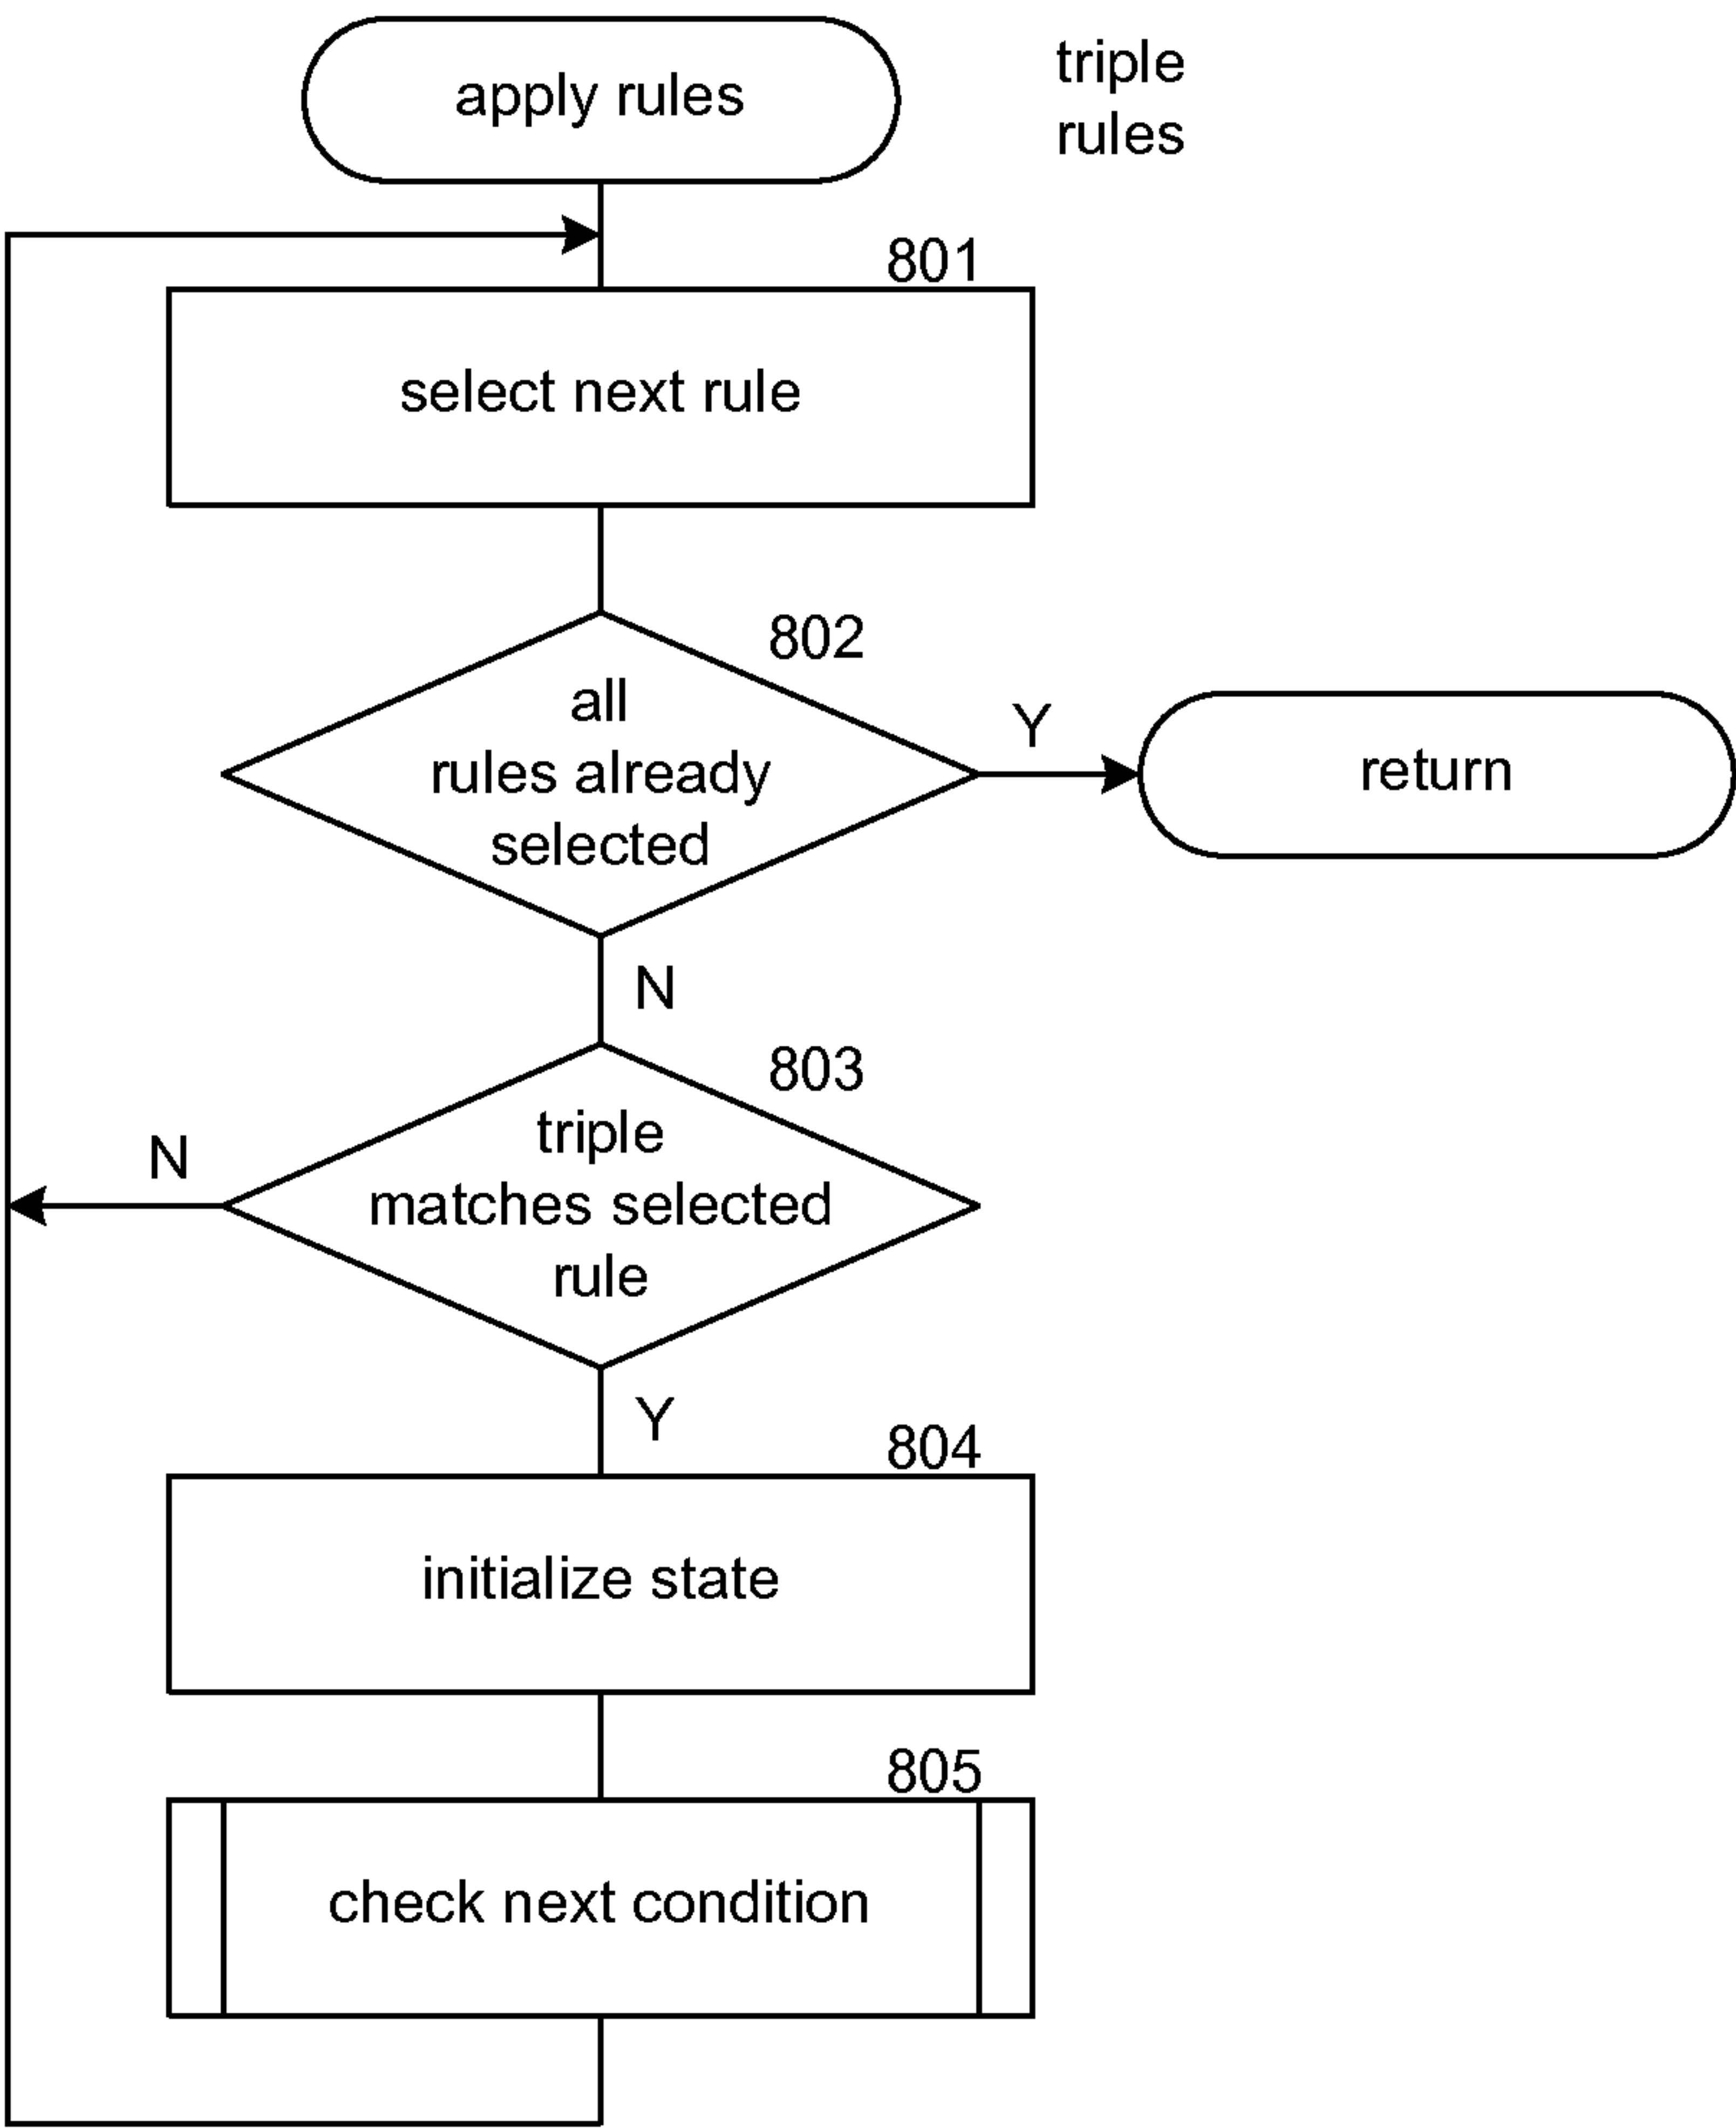 apply rules
triple
rules
801
select next rule
802
all
rules already
selected
Y
return
N
803
triple
matches selected
rule
N
Y
804
initialize state
805
check next condition